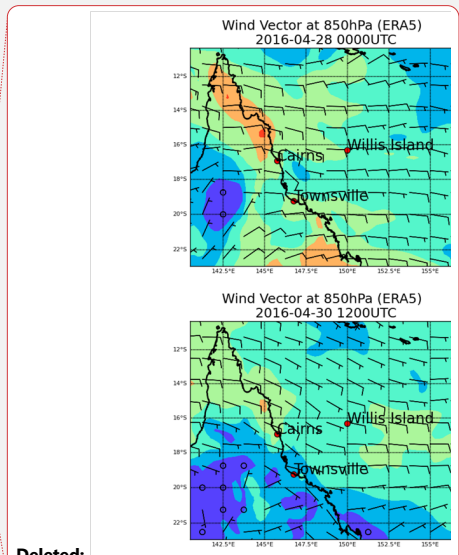 Wind Vector at 850hPa (ERA5)
2016-04-28 0000UTC
12°S
14°S
16°S
18°S
20°S
22°S
Cairns
Willis Island
Townsville
142.5°E 145°E 147.5°E 150°E 152.5°E 155°E
Wind Vector at 850hPa (ERA5)
2016-04-30 1200UTC
12°S
14°S
16°S
18°S
20°S
22°S
Cairns
Willis Island
Townsville
142.5°E 145°E 147.5°E 150°E 152.5°E 155°E
Deleted: